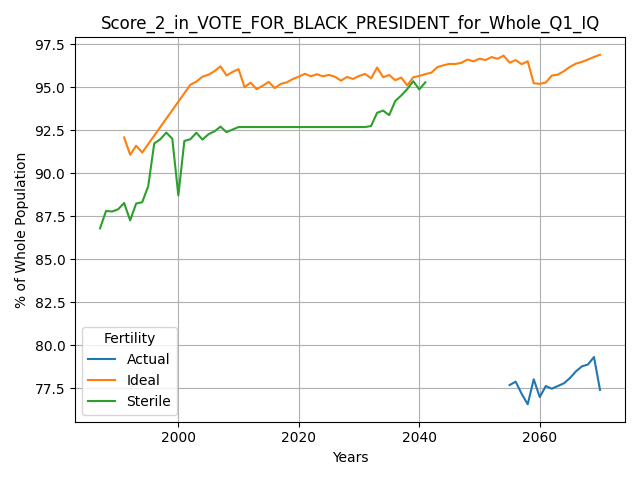 Score_2_in_VOTE_FOR_BLACK_PRESIDENT_for_Whole_Q1_IQ
97.5
95.0
92.5
90.0
87.5
85.0
82.5
80.0
77.5
% of Whole Population
Fertility
Actual
Ideal
Sterile
2000
2020
2040
2060
Years